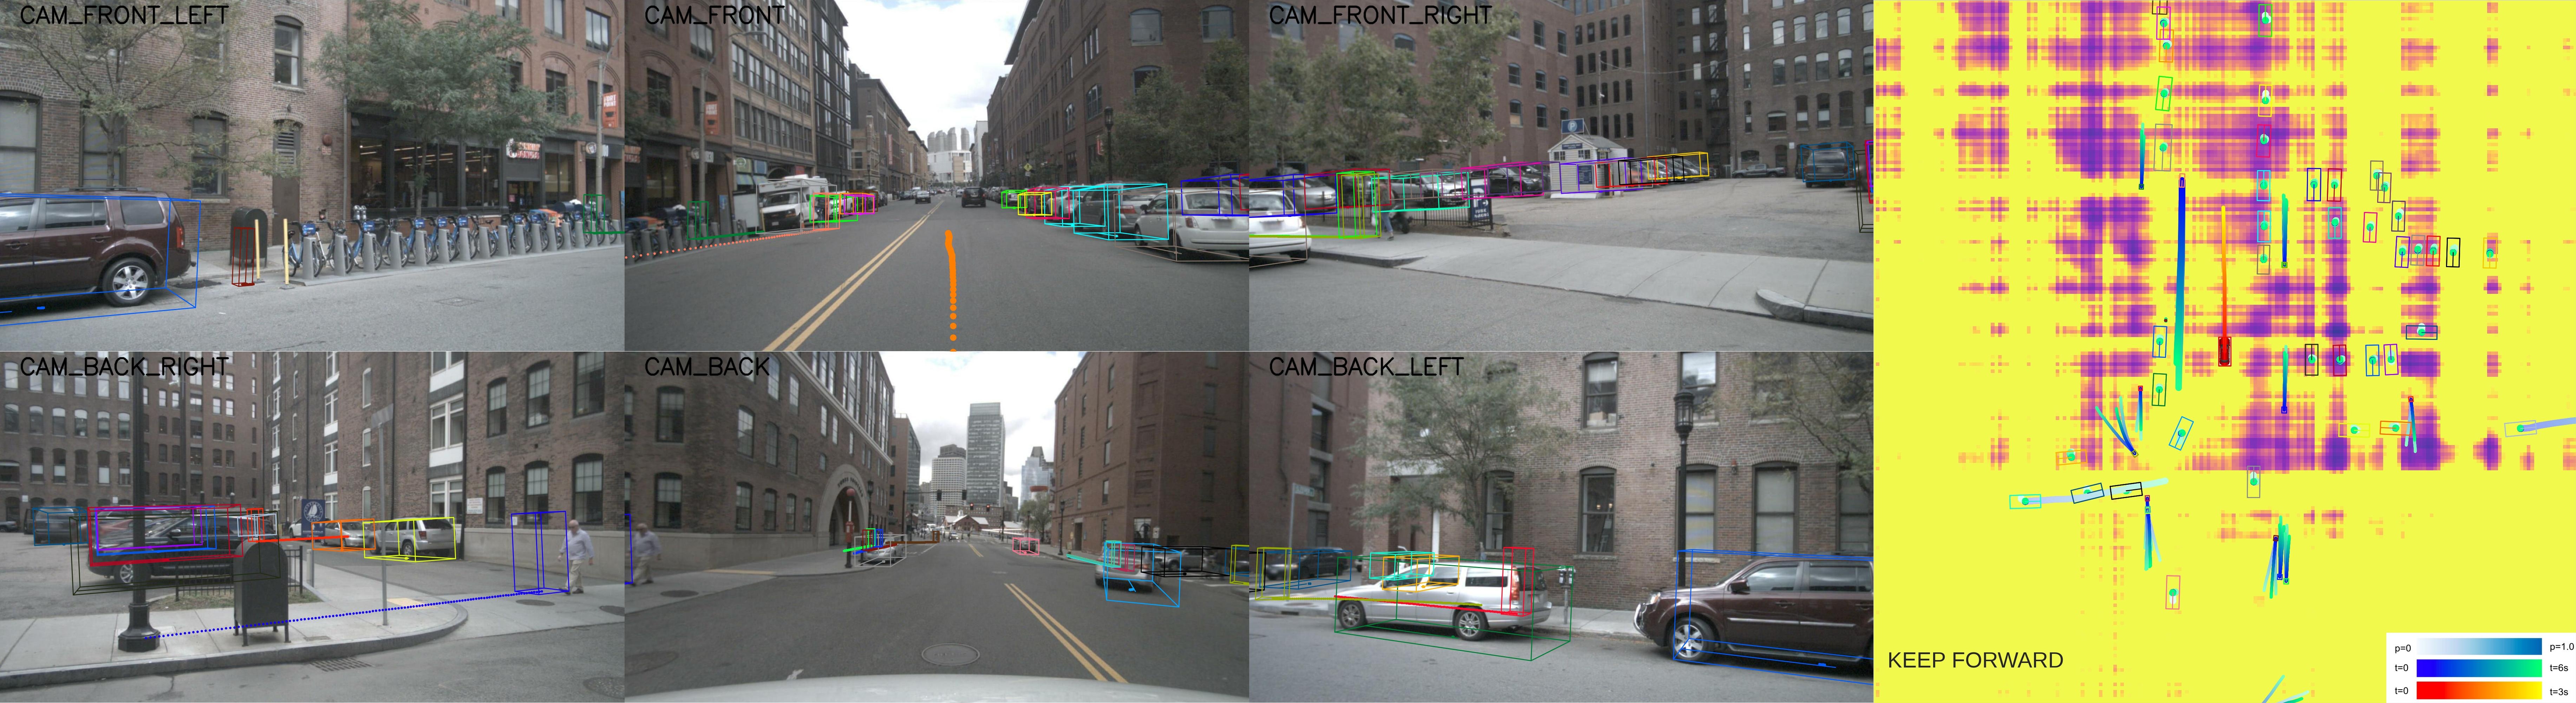 CAM_FRONT_LEFT
CAM_FRONT
CAM_FRONT_RIGHT
CAM_BACK_RIGHT
CAM_BACK
CAM_BACK_LEFT
KEEP FORWARD
p=0
p=1.0
t=0
t=6s
t=0
t=3s